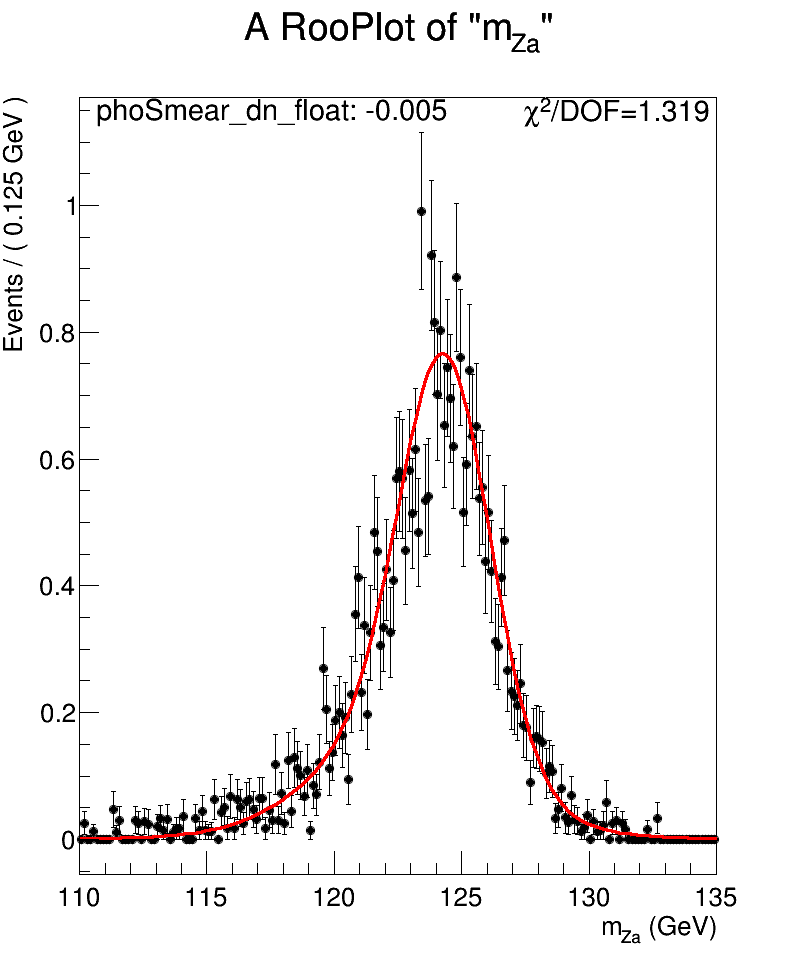 A RooPlot of "m_Za"
phoSmear_dn_float: -0.005
χ²/DOF=1.319
Events / ( 0.125 GeV )
1
0.8
0.6
0.4
0.2
0
110 115 120 125 130 135
m_Za (GeV)